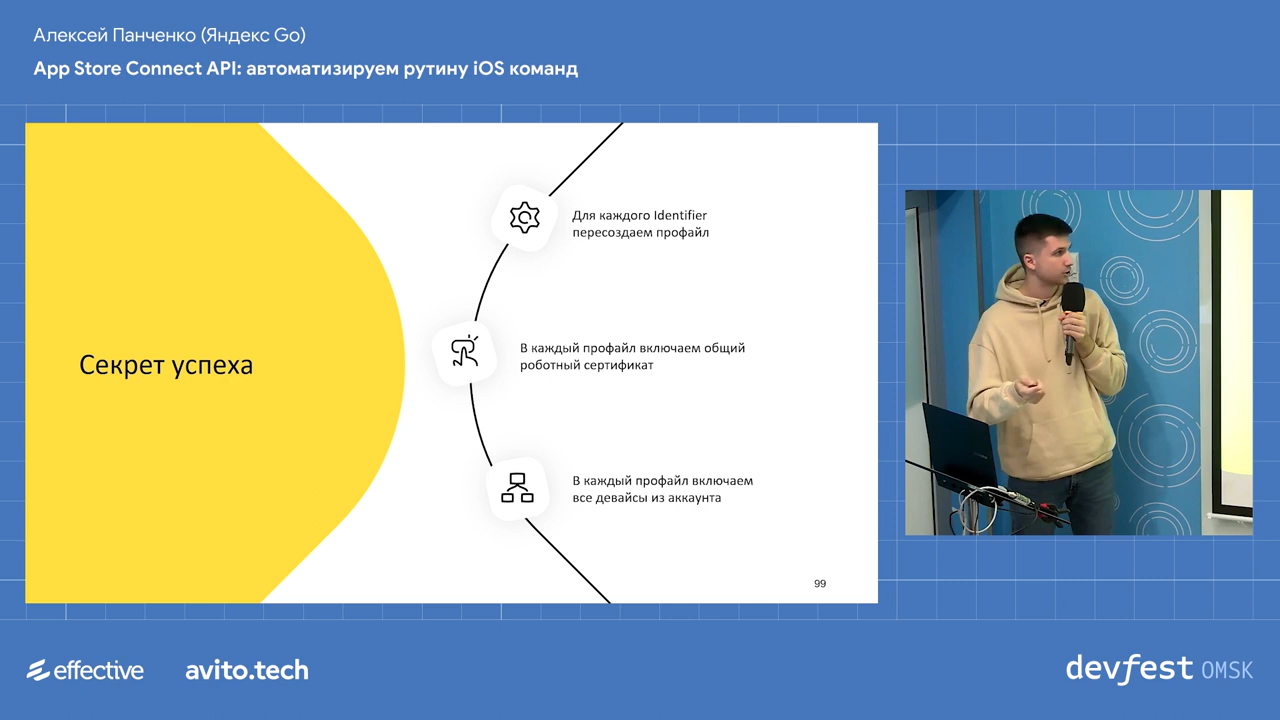 Алексей Панченко (Яндекс Go)
App Store Connect API: автоматизируем рутину iOS команд
Секрет успеха
Для каждого Identifier
пересоздаем профайл
В каждый профайл включаем общий
роботный сертификат
В каждый профайл включаем
все девайсы из аккаунта
99
effective
avito.tech
devfest OMSK